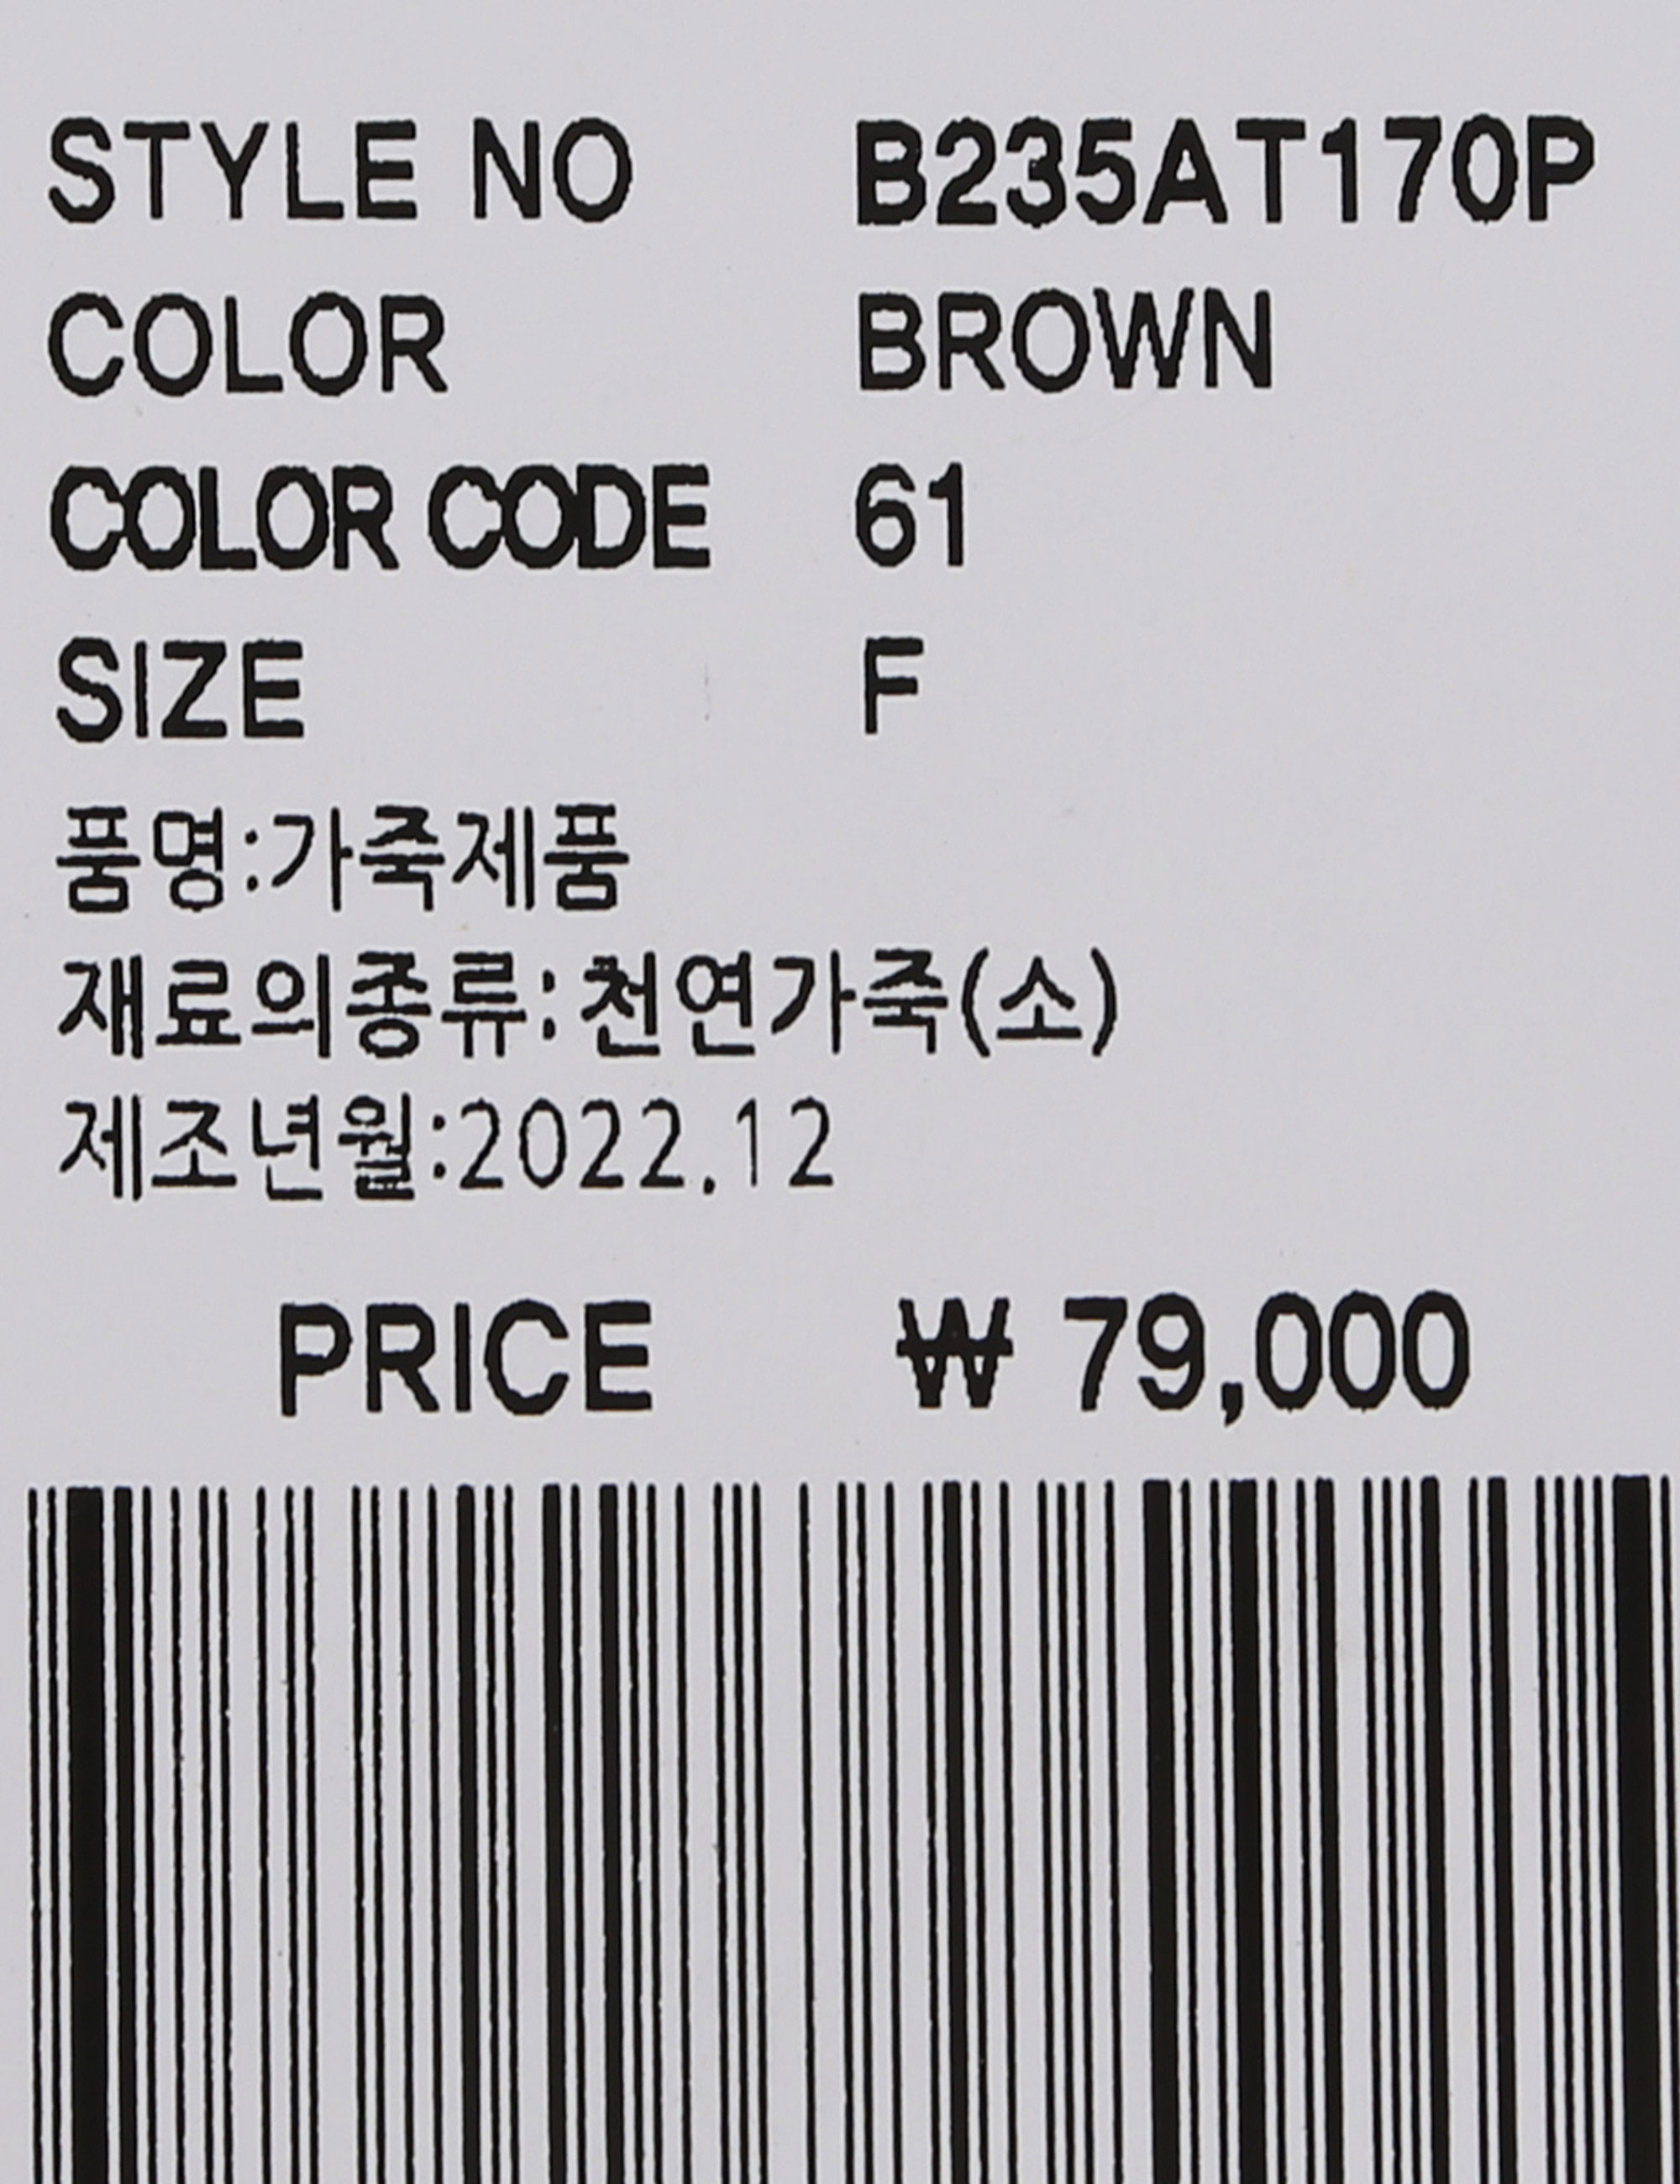 STYLE NO B235AT170P
COLOR BROWN
COLOR CODE 61
SIZE F
품명:가죽제품
재료의종류:천연가죽(소)
제조년월:2022.12
PRICE ₩ 79,000